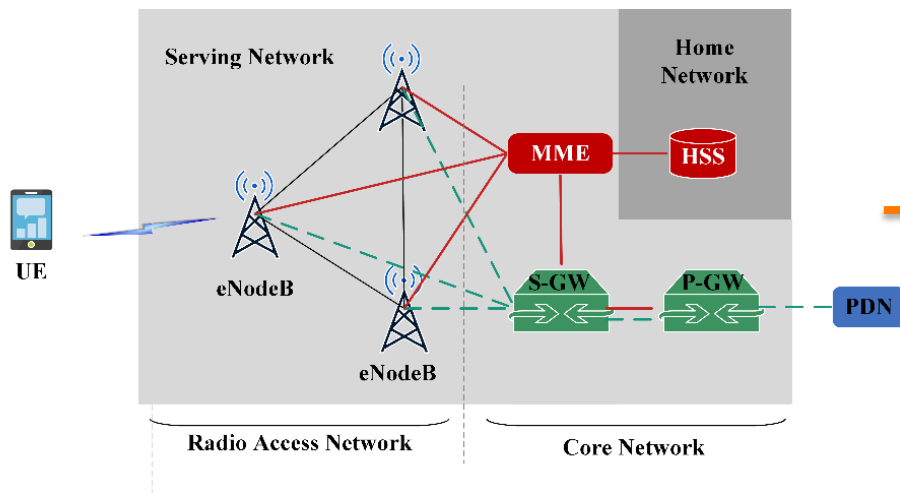 Serving Network
Home
Network
MME
HSS
UE
eNodeB
S-GW
P-GW
PDN
eNodeB
Radio Access Network
Core Network